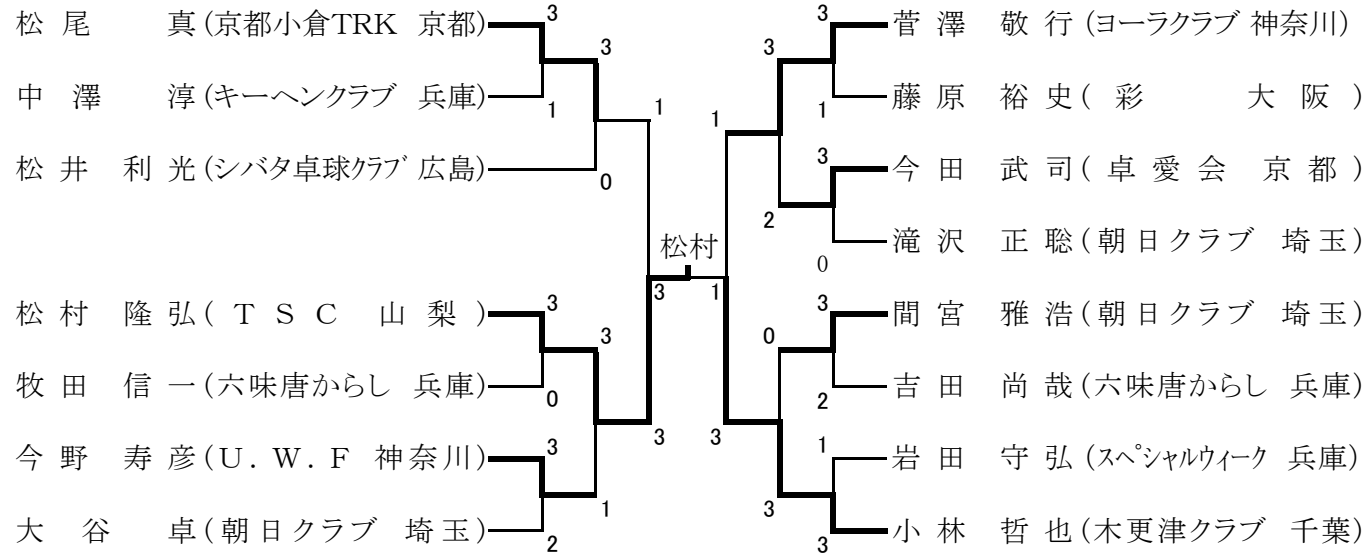 松尾 真(京都小倉TRK 京都) 3 3 菅澤 敬行(ヨーラクラブ 神奈川)
3 3
中澤 淳(キーヘンクラブ 兵庫) 1 1 1 1 藤原 裕史(彩 大阪)
松井 利光(シバタ卓球クラブ 広島) 0 3 今田 武司(卓愛会 京都)
2
松村 0 滝沢 正聡(朝日クラブ 埼玉)
3 1
松村 隆弘(TSC 山梨) 3 3 間宮 雅浩(朝日クラブ 埼玉)
3 0
牧田 信一(六味唐からし 兵庫) 0 2 吉田 尚哉(六味唐からし 兵庫)
3 3
今野 寿彦(U.W.F 神奈川) 3 1 岩田 守弘(スペシャルウィーク 兵庫)
1 3
大谷 卓(朝日クラブ 埼玉) 2 3 小林 哲也(木更津クラブ 千葉)